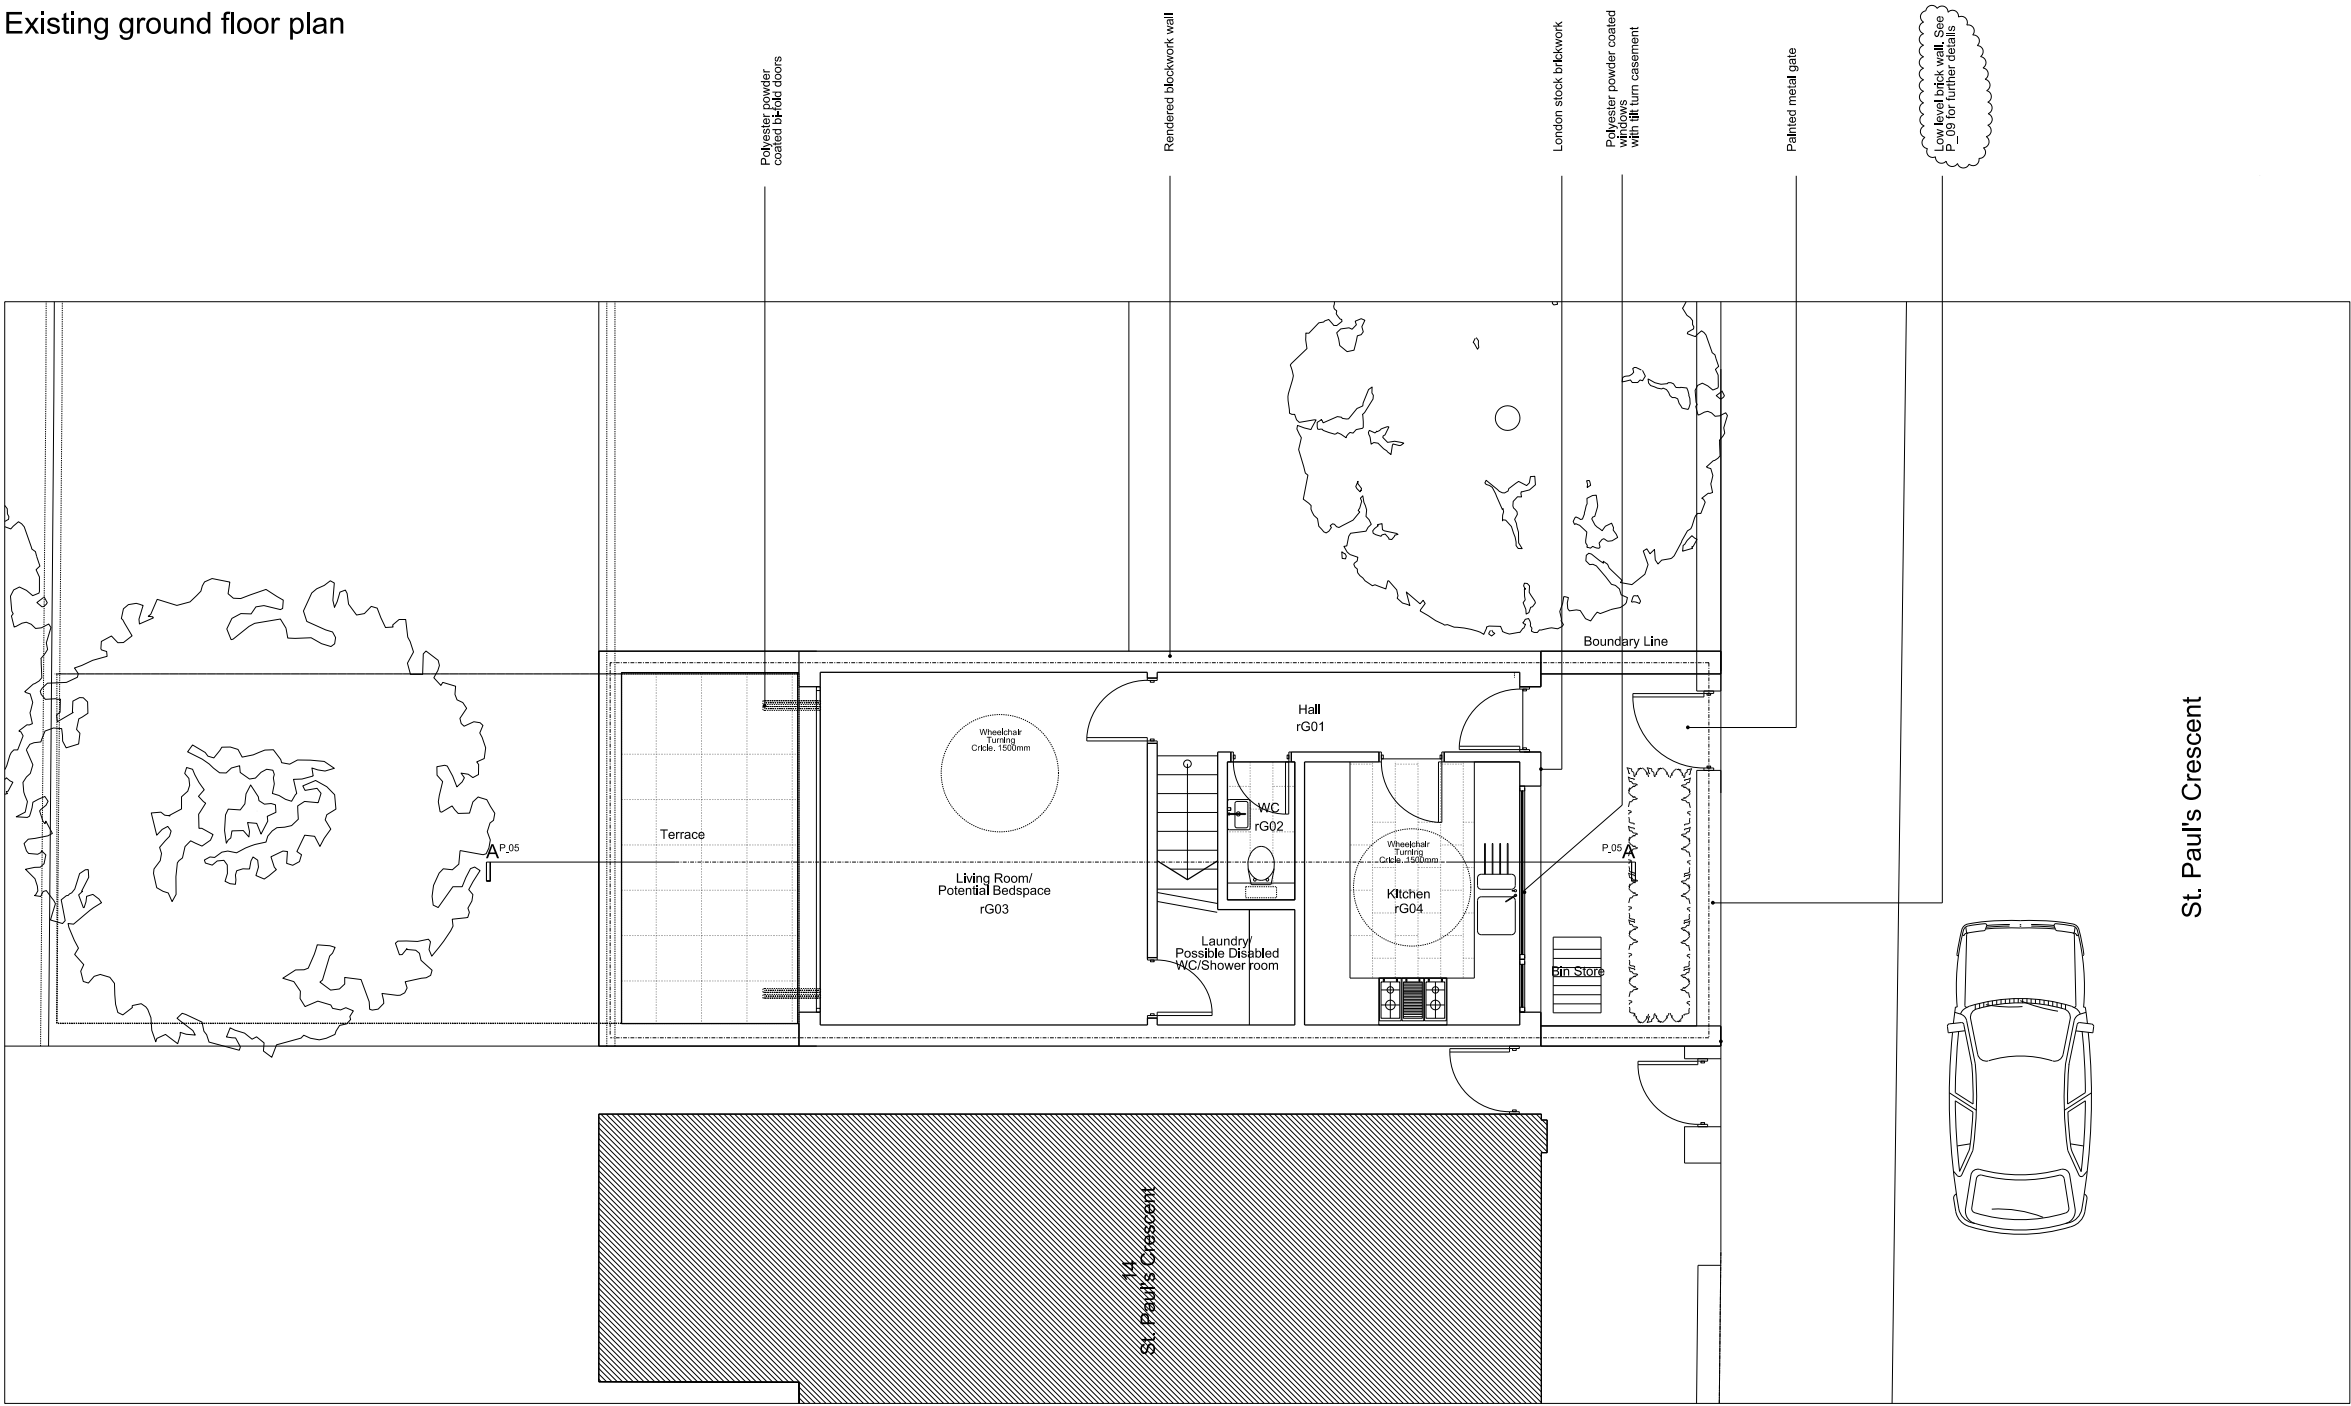 Existing ground floor plan
Polyester powder
coated bi-fold doors
Rendered blockwork wall
London stock brickwork
Polyester powder coated
windows
with tilt turn casement
Painted metal gate
Low level brick wall. See
P_09 for further details
Boundary Line
Hall
rG01
Wheelchair
Turning
Cricle. 1500mm
WC
rG02
Terrace
A P_05
Living Room/
Potential Bedspace
rG03
Wheelchair
Turning
Cricle. 1500mm
Kitchen
rG04
P_05 A
Laundry/
Possible Disabled
WC/Shower room
Bin Store
St. Paul's Crescent
14
St. Paul's Crescent